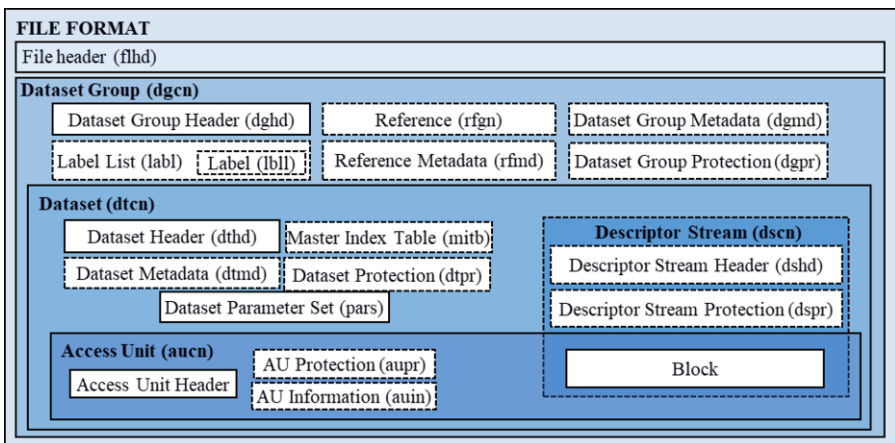 FILE FORMAT
File header (flhd)
Dataset Group (dgcn)
Dataset Group Header (dghd)
Reference (rfgn)
Dataset Group Metadata (dgmd)
Label List (labl)
Label (lbll)
Reference Metadata (rfmd)
Dataset Group Protection (dgpr)
Dataset (dtcn)
Dataset Header (dthd)
Master Index Table (mitb)
Dataset Metadata (dtmd)
Dataset Protection (dtpr)
Dataset Parameter Set (pars)
Descriptor Stream (dscn)
Descriptor Stream Header (dshd)
Descriptor Stream Protection (dspr)
Access Unit (aucn)
Access Unit Header
AU Protection (aupr)
AU Information (auin)
Block